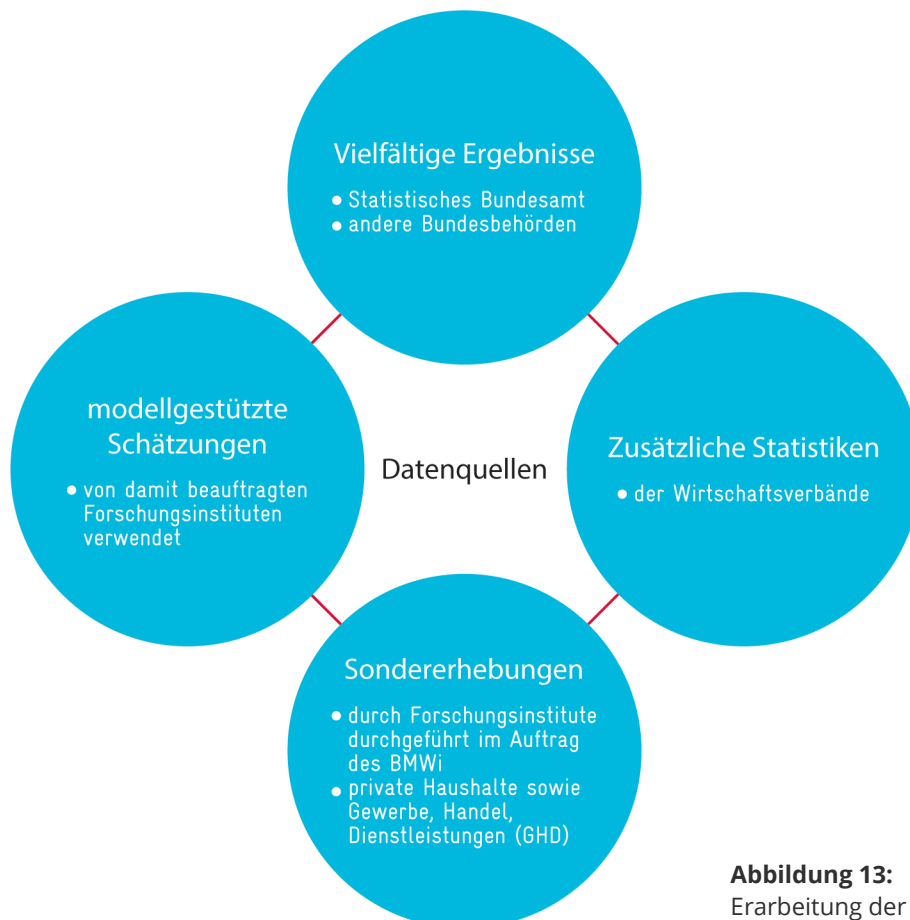 Vielfältige Ergebnisse
• Statistisches Bundesamt
• andere Bundesbehörden
modellgestützte
Schätzungen
• von damit beauftragten
Forschungsinstituten
verwendet
Datenquellen
Zusätzliche Statistiken
• der Wirtschaftsverbände
Sondererhebungen
• durch Forschungsinstitute
durchgeführt im Auftrag
des BMWi
• private Haushalte sowie
Gewerbe, Handel,
Dienstleistungen (GHD)
Abbildung 13:
Erarbeitung der